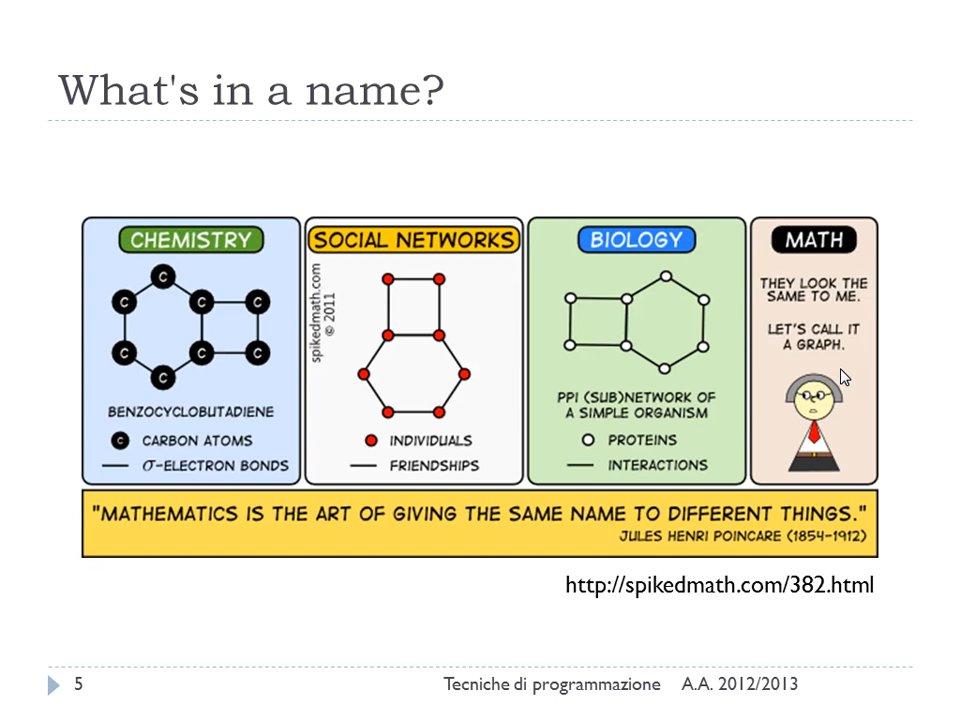 What's in a name?
CHEMISTRY
C
C
C
C
C
C
C
C
BENZOCYCLOBUTADIENE
C CARBON ATOMS
σ-ELECTRON BONDS
SOCIAL NETWORKS
spikedmath.com
© 2011
INDIVIDUALS
FRIENDSHIPS
BIOLOGY
PPI (SUB)NETWORK OF
A SIMPLE ORGANISM
PROTEINS
INTERACTIONS
MATH
THEY LOOK THE
SAME TO ME.
LET'S CALL IT
A GRAPH.
"MATHEMATICS IS THE ART OF GIVING THE SAME NAME TO DIFFERENT THINGS."
JULES HENRI POINCARE (1854-1912)
http://spikedmath.com/382.html
5 Tecniche di programmazione A.A. 2012/2013